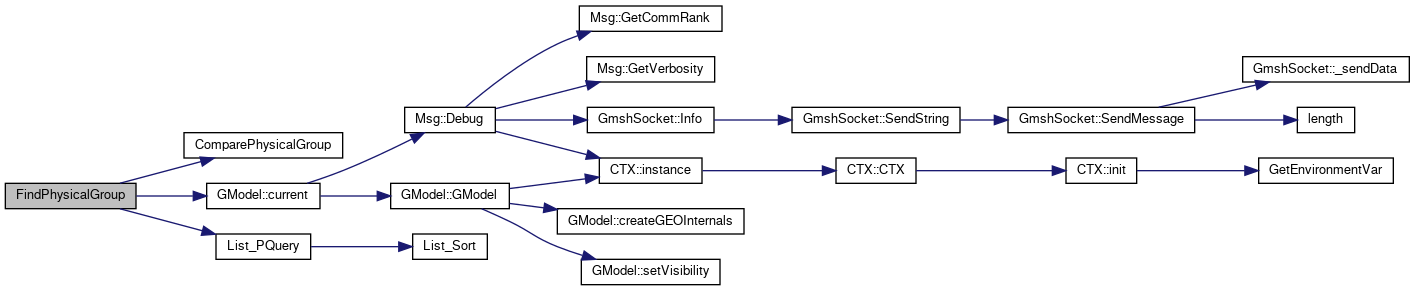 Msg::GetCommRank
Msg::GetVerbosity
GmshSocket::_sendData
Msg::Debug
GmshSocket::Info
GmshSocket::SendString
GmshSocket::SendMessage
length
ComparePhysicalGroup
CTX::instance
CTX::CTX
CTX::init
GetEnvironmentVar
FindPhysicalGroup
GModel::current
GModel::GModel
GModel::createGEOInternals
List_PQuery
List_Sort
GModel::setVisibility